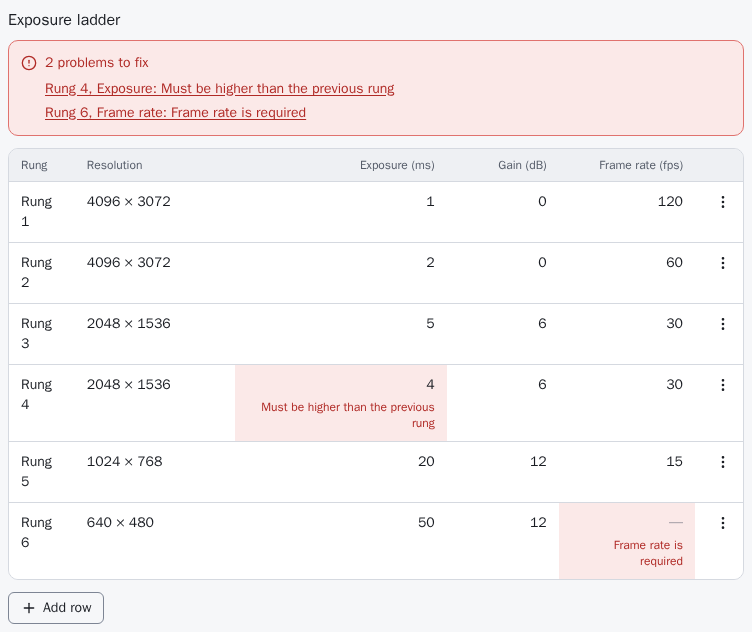 Exposure ladder
2 problems to fix
Rung 4, Exposure: Must be higher than the previous rung
Rung 6, Frame rate: Frame rate is required
Rung Resolution Exposure (ms) Gain (dB) Frame rate (fps)
Rung 1 4096 × 3072 1 0 120
Rung 2 4096 × 3072 2 0 60
Rung 3 2048 × 1536 5 6 30
Rung 4 2048 × 1536 4 6 30
Must be higher than the previous rung
Rung 5 1024 × 768 20 12 15
Rung 6 640 × 480 50 12 —
Frame rate is required
Add row